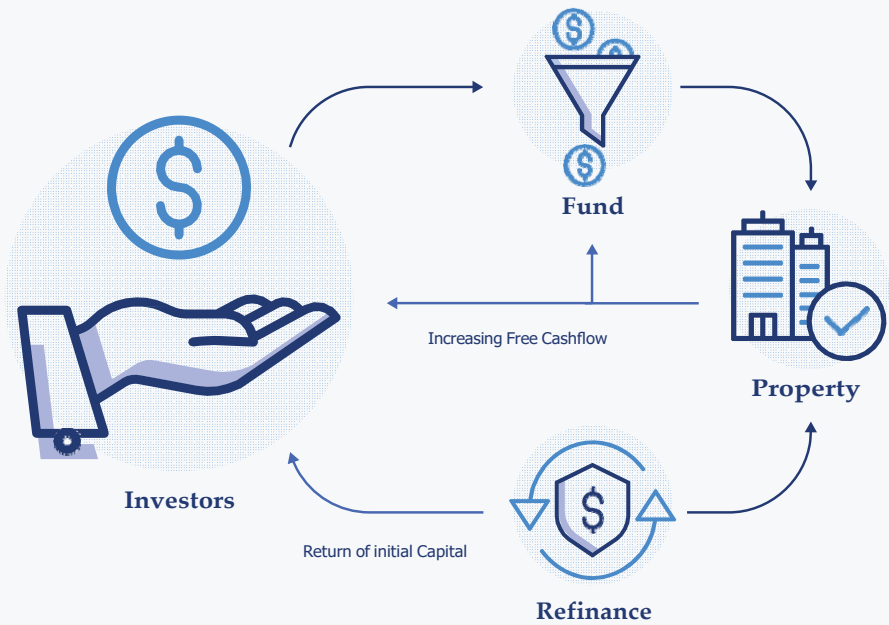 Fund
Increasing Free Cashflow
Property
Investors
Return of initial Capital
Refinance